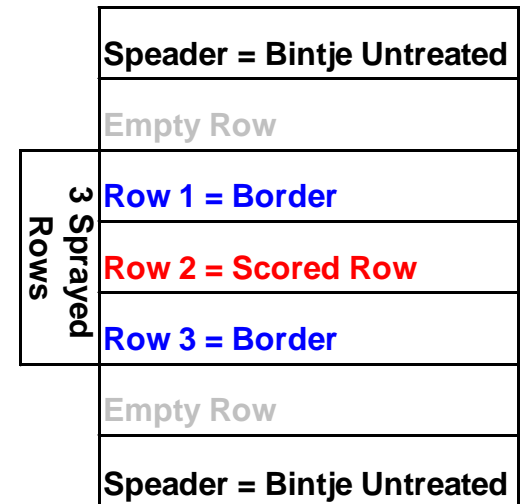 Speader = Bintje Untreated
Empty Row
3 Sprayed
Rows
Row 1 = Border
Row 2 = Scored Row
Row 3 = Border
Empty Row
Speader = Bintje Untreated